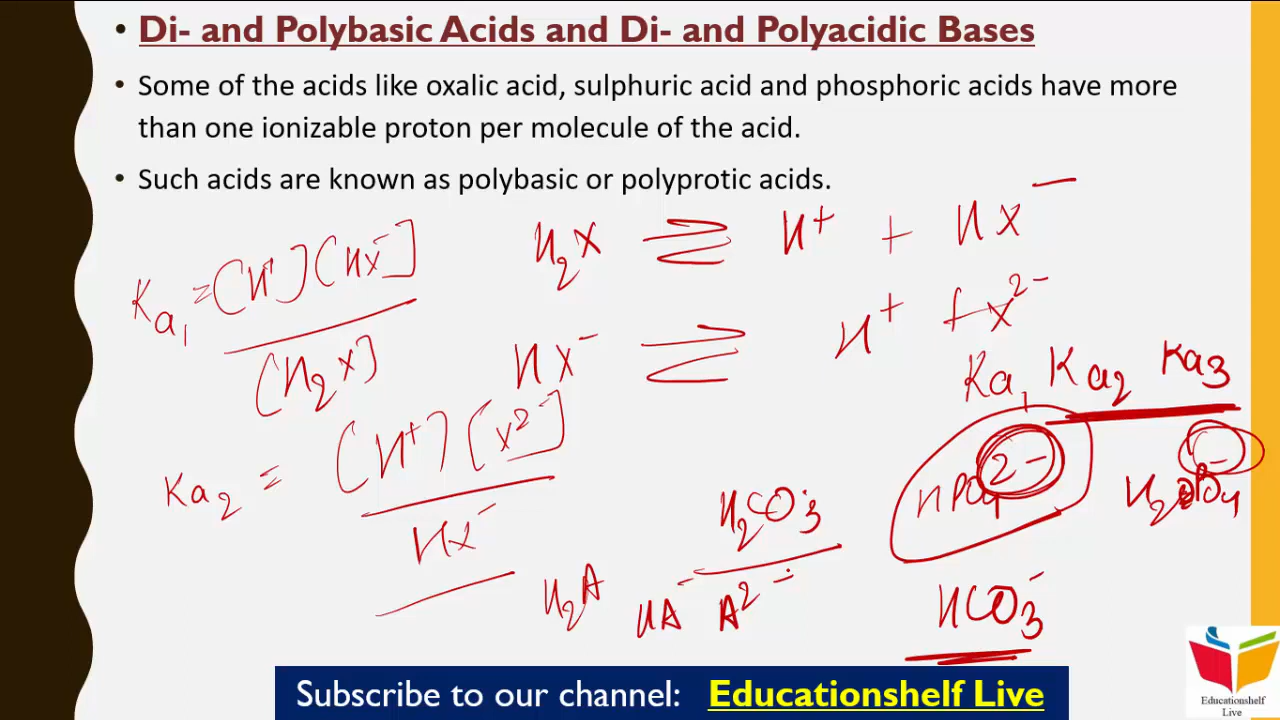 • Di- and Polybasic Acids and Di- and Polyacidic Bases
• Some of the acids like oxalic acid, sulphuric acid and phosphoric acids have more
than one ionizable proton per molecule of the acid.
• Such acids are known as polybasic or polyprotic acids.
H₂X ⇌ H⁺ + HX⁻
Ka₁ = [H⁺][HX⁻]
[H₂X]
HX⁻ ⇌ H⁺ + X²⁻
Ka₁ Ka₂ Ka₃
Ka₂ = [H⁺][X²⁻]
HX⁻
HPO₄²⁻ H₂PO₄⁻
H₂CO₃
H₂A HA⁻ A²⁻
HCO₃⁻
Subscribe to our channel: Educationshelf Live
Educationshelf
Live